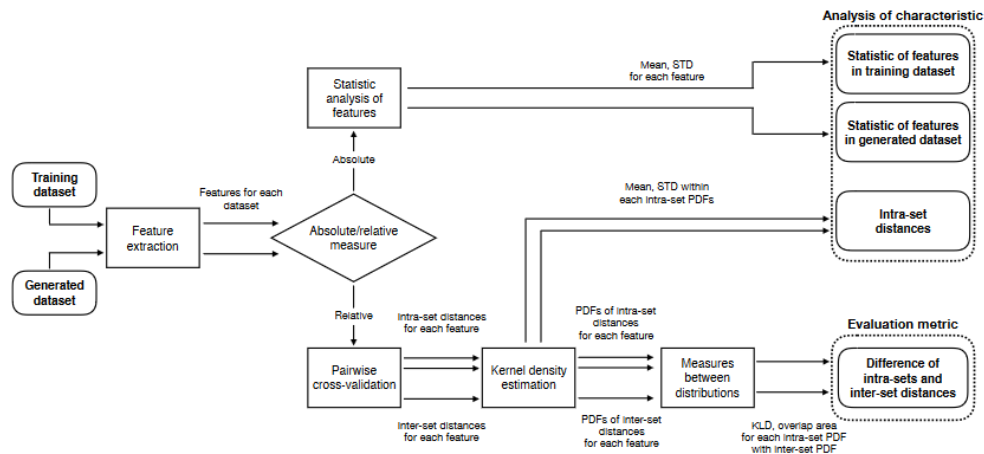 Analysis of characteristic
Statistic of features
in training dataset
Mean, STD
for each feature
Statistic
analysis of
features
Statistic of features
in generated dataset
Absolute
Training
dataset
Features for each
dataset
Mean, STD within
each intra-set PDFs
Feature
extraction
Absolute/relative
measure
Intra-set
distances
Generated
dataset
Relative
Intra-set distances
for each feature
PDFs of intra-set
distances
for each feature
Evaluation metric
Pairwise
cross-validation
Kernel density
estimation
Measures
between
distributions
Difference of
intra-sets and
inter-set distances
Inter-set distances
for each feature
PDFs of inter-set
distances
for each feature
KLD, overlap area
for each intra-set PDF
with inter-set PDF